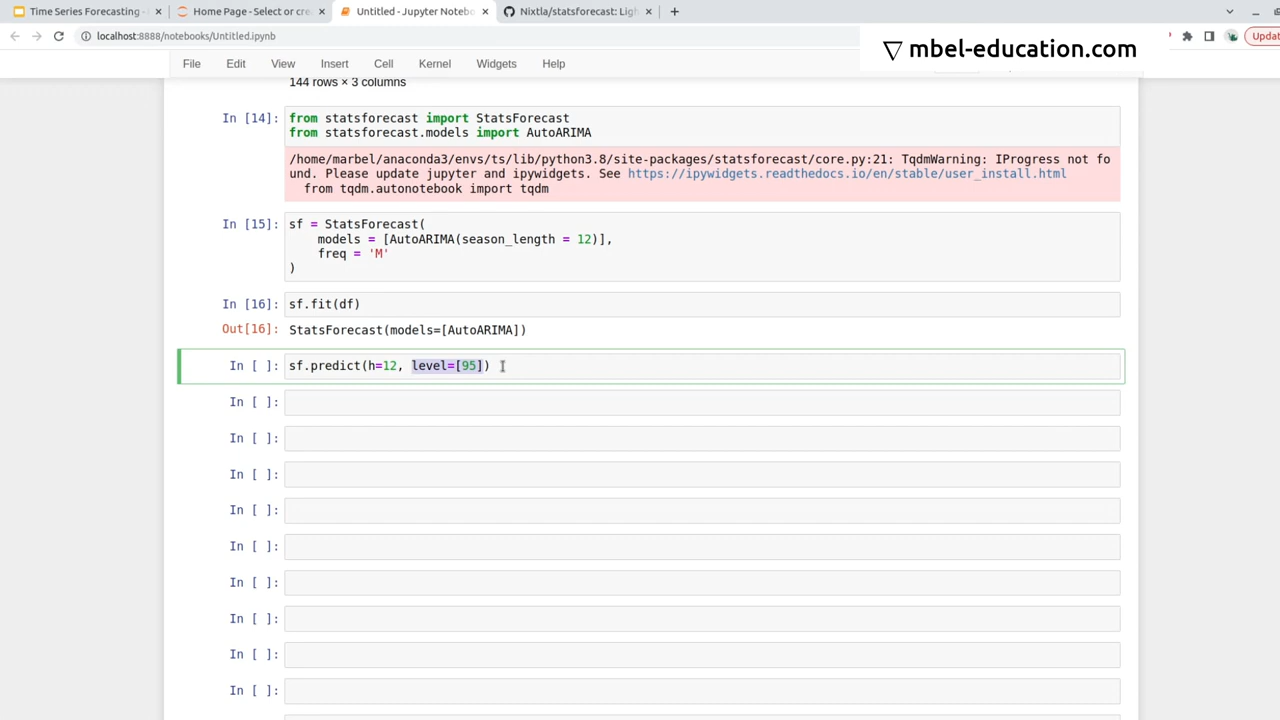 Time Series Forecasting -
Home Page - Select or cre
Untitled - Jupyter Notebo
Nixtla/statsforecast: Ligh
localhost:8888/notebooks/Untitled.ipynb
Updat
▽ mbel-education.com
File Edit View Insert Cell Kernel Widgets Help
144 rows × 3 columns
In [14]: from statsforecast import StatsForecast
from statsforecast.models import AutoARIMA
/home/marbel/anaconda3/envs/ts/lib/python3.8/site-packages/statsforecast/core.py:21: TqdmWarning: IProgress not fo
und. Please update jupyter and ipywidgets. See https://ipywidgets.readthedocs.io/en/stable/user_install.html
from tqdm.autonotebook import tqdm
In [15]: sf = StatsForecast(
models = [AutoARIMA(season_length = 12)],
freq = 'M'
)
In [16]: sf.fit(df)
Out[16]: StatsForecast(models=[AutoARIMA])
In [ ]: sf.predict(h=12, level=[95])
In [ ]:
In [ ]:
In [ ]:
In [ ]:
In [ ]:
In [ ]:
In [ ]:
In [ ]:
In [ ]: